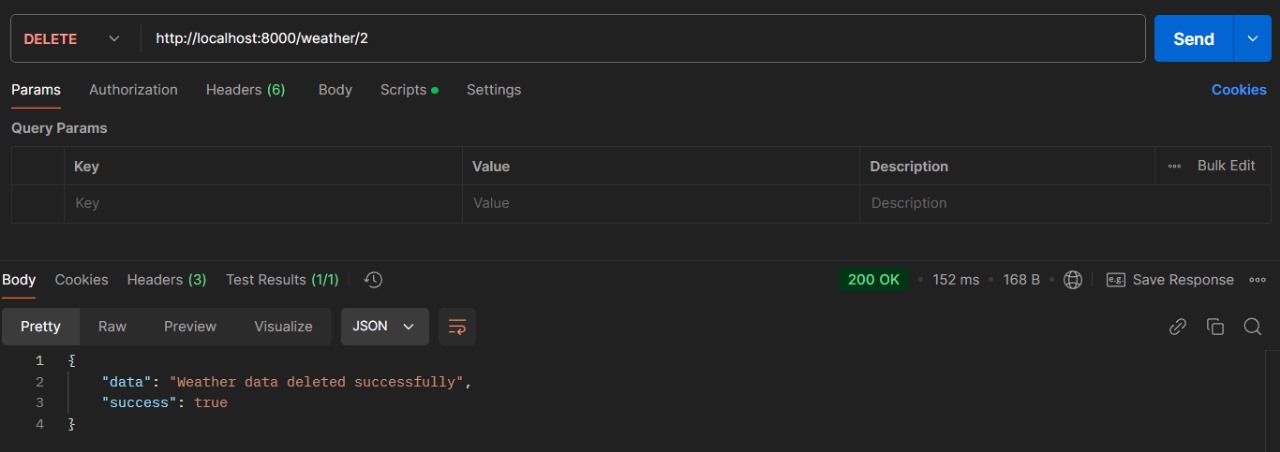 DELETE http://localhost:8000/weather/2 Send
Params Authorization Headers (6) Body Scripts Settings Cookies
Query Params
Key Value Description Bulk Edit
Key Value Description
Body Cookies Headers (3) Test Results (1/1) 200 OK 152 ms 168 B e.g. Save Response
Pretty Raw Preview Visualize JSON
1 {
2 "data": "Weather data deleted successfully",
3 "success": true
4 }